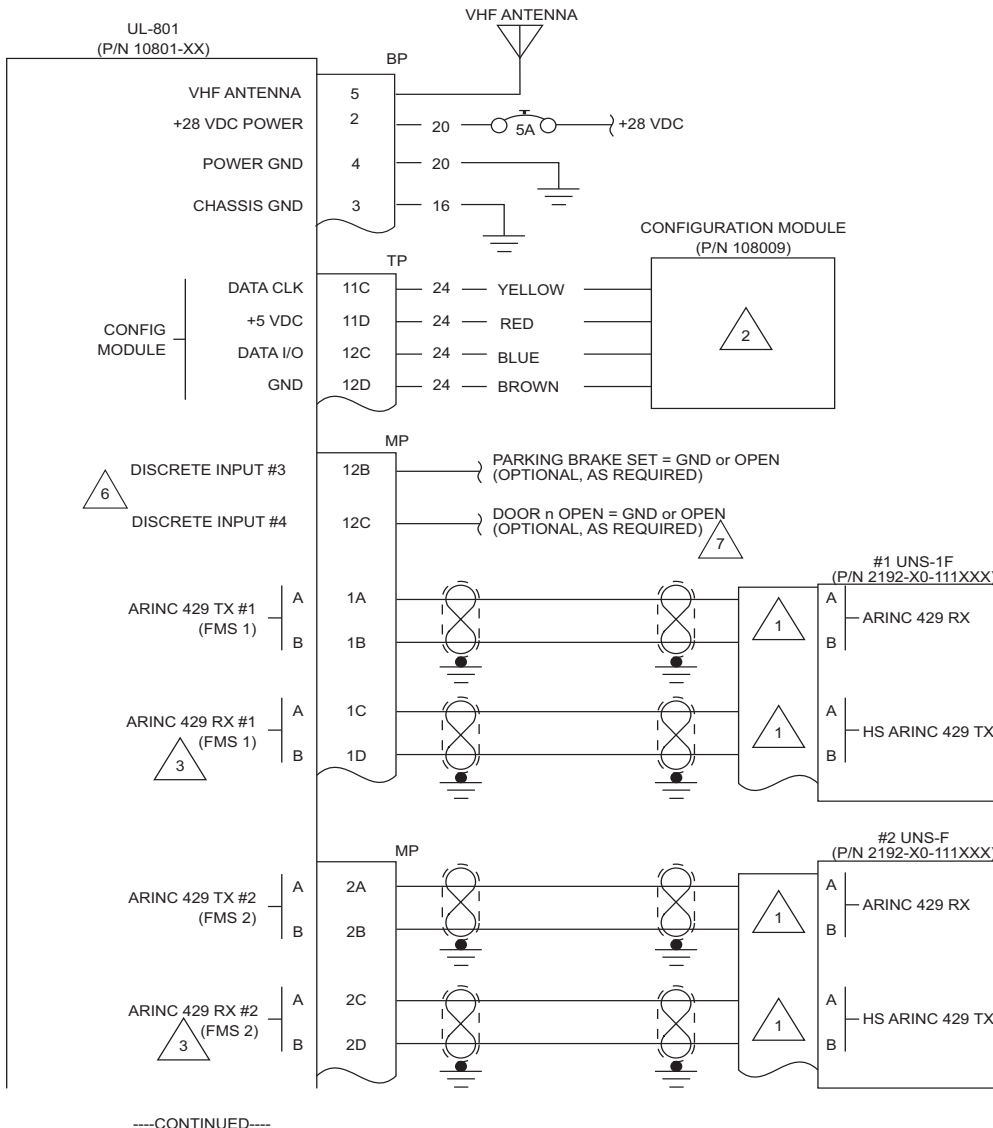 VHF ANTENNA
UL-801
(P/N 10801-XX)
BP
VHF ANTENNA 5
+28 VDC POWER 2 20 5A +28 VDC
POWER GND 4 20
CHASSIS GND 3 16
CONFIGURATION MODULE
(P/N 108009)
TP
DATA CLK 11C 24 YELLOW
+5 VDC 11D 24 RED
CONFIG
MODULE
2
DATA I/O 12C 24 BLUE
GND 12D 24 BROWN
MP
DISCRETE INPUT #3 12B PARKING BRAKE SET = GND or OPEN
(OPTIONAL, AS REQUIRED)
6
DISCRETE INPUT #4 12C DOOR n OPEN = GND or OPEN
(OPTIONAL, AS REQUIRED)
7
#1 UNS-1F
(P/N 2192-X0-111XXX)
ARINC 429 TX #1
(FMS 1)
A 1A 1 A
ARINC 429 RX
B 1B B
ARINC 429 RX #1
(FMS 1)
3
A 1C 1 A
HS ARINC 429 TX
B 1D B
#2 UNS-F
(P/N 2192-X0-111XXX)
MP
ARINC 429 TX #2
(FMS 2)
A 2A 1 A
ARINC 429 RX
B 2B B
ARINC 429 RX #2
(FMS 2)
3
A 2C 1 A
HS ARINC 429 TX
B 2D B
----CONTINUED----